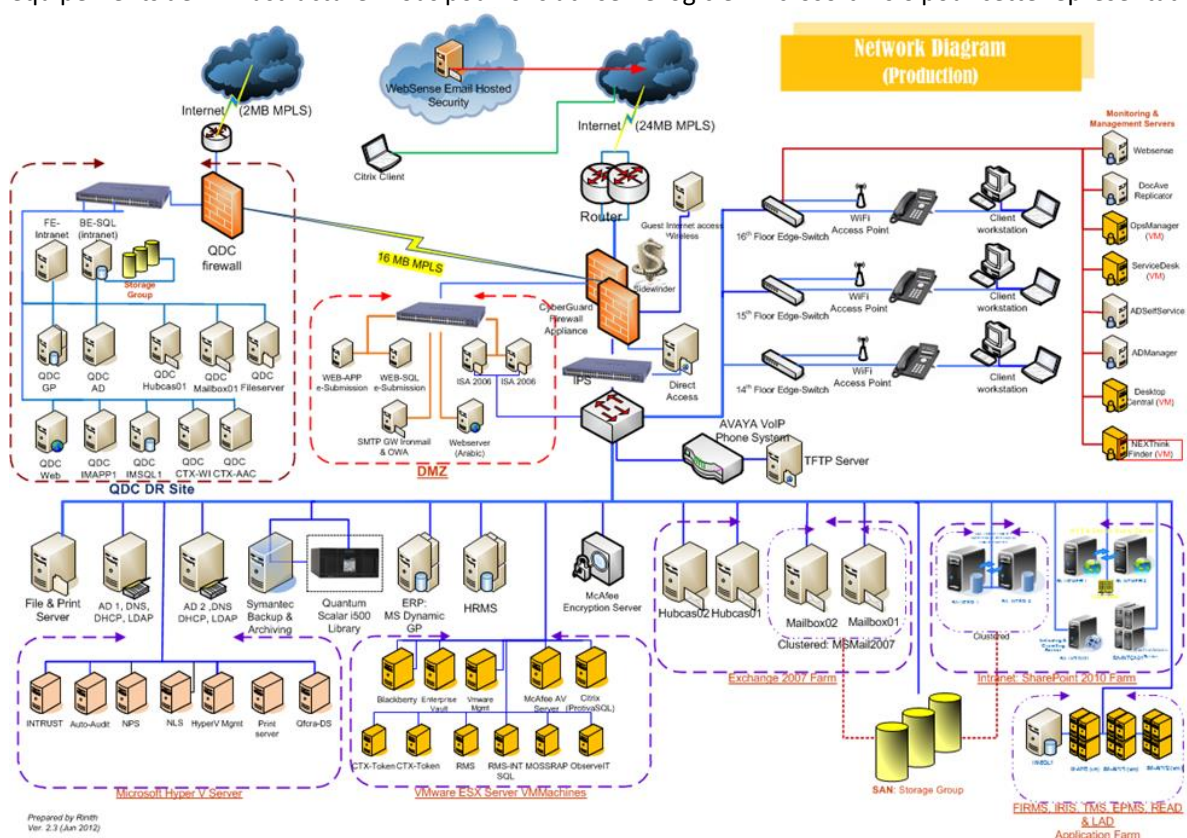 Network Diagram
(Production)
WebSense Email Hosted
Security
Internet (2MB MPLS)
Internet (24MB MPLS)
Citrix Client
Router
Guest Internet access
Wireless
Sidewinder
CyberGuard
Firewall
Appliance
16 MB MPLS
QDC
firewall
FE-
Intranet
BE-SQL
(intranet)
Storage
Group
QDC
GP
QDC
AD
QDC
Hubcas01
QDC
Mailbox01
QDC
Fileserver
QDC
Web
QDC
IMAPP1
QDC
IMSQL1
QDC
CTX-WI
QDC
CTX-AAC
QDC DR Site
WEB-APP
e-Submission
WEB-SQL
e-Submission
ISA 2006
ISA 2006
SMTP GW Ironmail
& OWA
Webserver
(Arabic)
DMZ
IPS
Direct
Access
AVAYA VoIP
Phone System
TFTP Server
16th Floor Edge-Switch
WiFi
Access Point
Client
workstation
15th Floor Edge-Switch
WiFi
Access Point
Client
workstation
14th Floor Edge-Switch
WiFi
Access Point
Client
workstation
Monitoring &
Management Servers
Websense
DocAve
Replicator
OpsManager
(VM)
ServiceDesk
(VM)
ADSelfService
ADManager
Desktop
Central (VM)
NEXThink
Finder (VM)
File & Print
Server
AD 1, DNS,
DHCP, LDAP
AD 2 ,DNS
DHCP, LDAP
Symantec
Backup &
Archiving
Quantum
Scalar i500
Library
ERP:
MS Dynamic
GP
HRMS
McAfee
Encryption Server
Hubcas02
Hubcas01
Mailbox02
Mailbox01
Clustered: MSMail2007
Exchange 2007 Farm
Clustered
Intranet: SharePoint 2010 Farm
INTRUST
Auto-Audit
NPS
NLS
HyperV Mgmt
Print
server
Qfora-DS
Microsoft Hyper V Server
Blackberry
Enterprise
Vault
Vmware
Mgmt
McAfee AV
Server
Citrix
(ProtivaSQL)
CTX-Token
CTX-Token
RMS
RMS-INT
SQL
MOSSRAP
ObserveIT
VMware ESX Server VMMachines
SAN: Storage Group
FIRMS, IRIS, TMS, EPMS, READ
& LAD
Application Farm
Prepared by Rinith
Ver. 2.3 (Jun 2012)